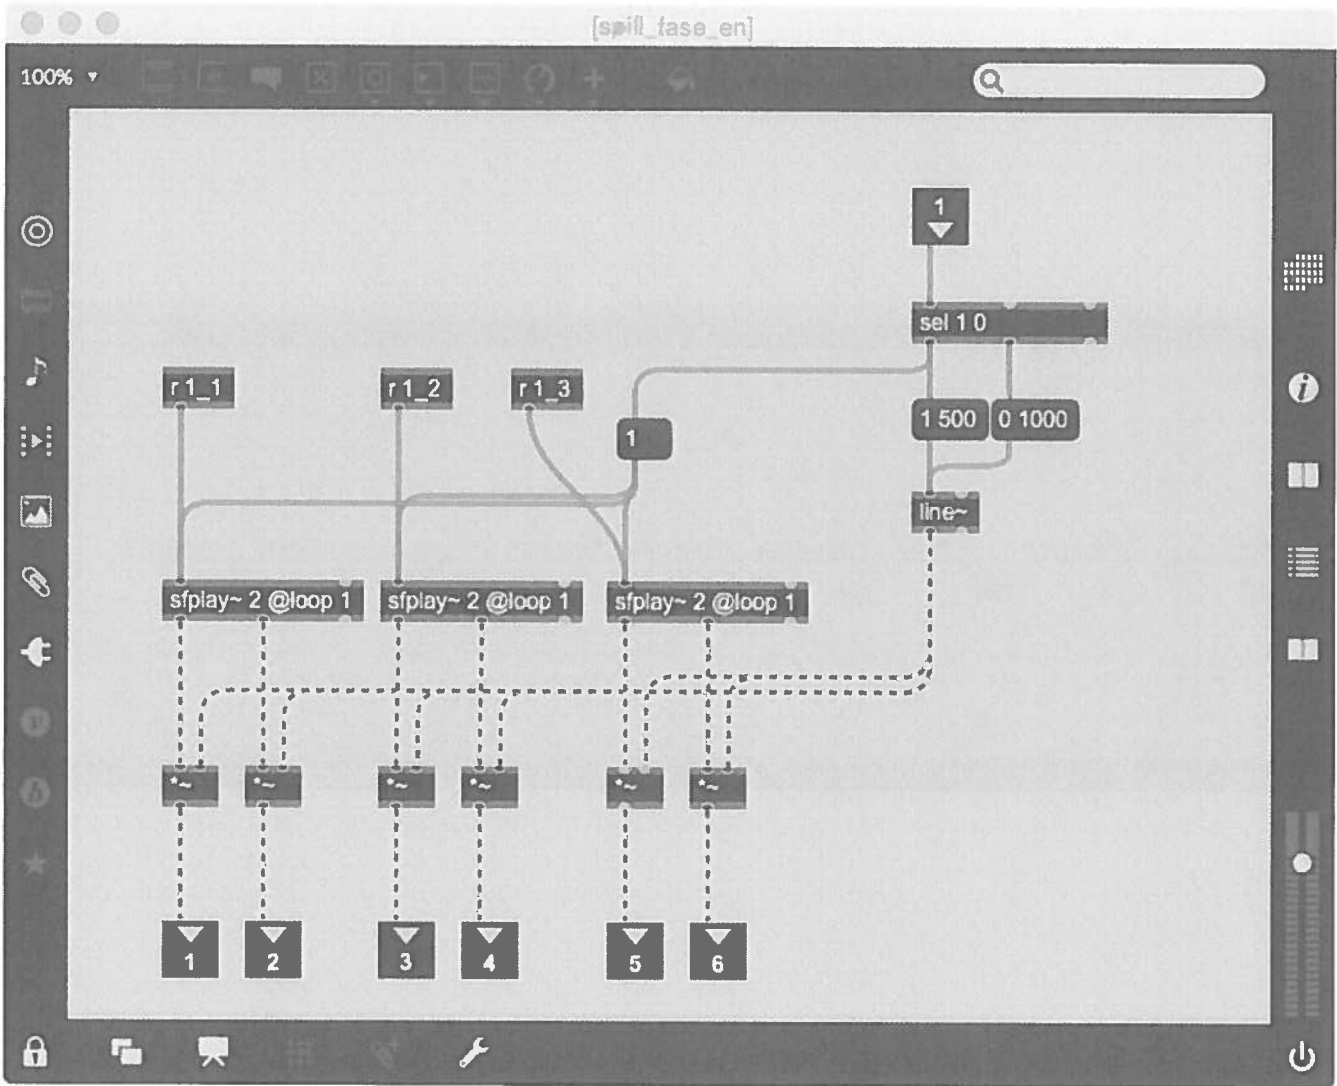 [spill_fase_en]
100%
1
sel 1 0
r 1_1
r 1_2
r 1_3
1
1 500
0 1000
line~
sfplay~ 2 @loop 1
sfplay~ 2 @loop 1
sfplay~ 2 @loop 1
*~
*~
*~
*~
*~
*~
1
2
3
4
5
6